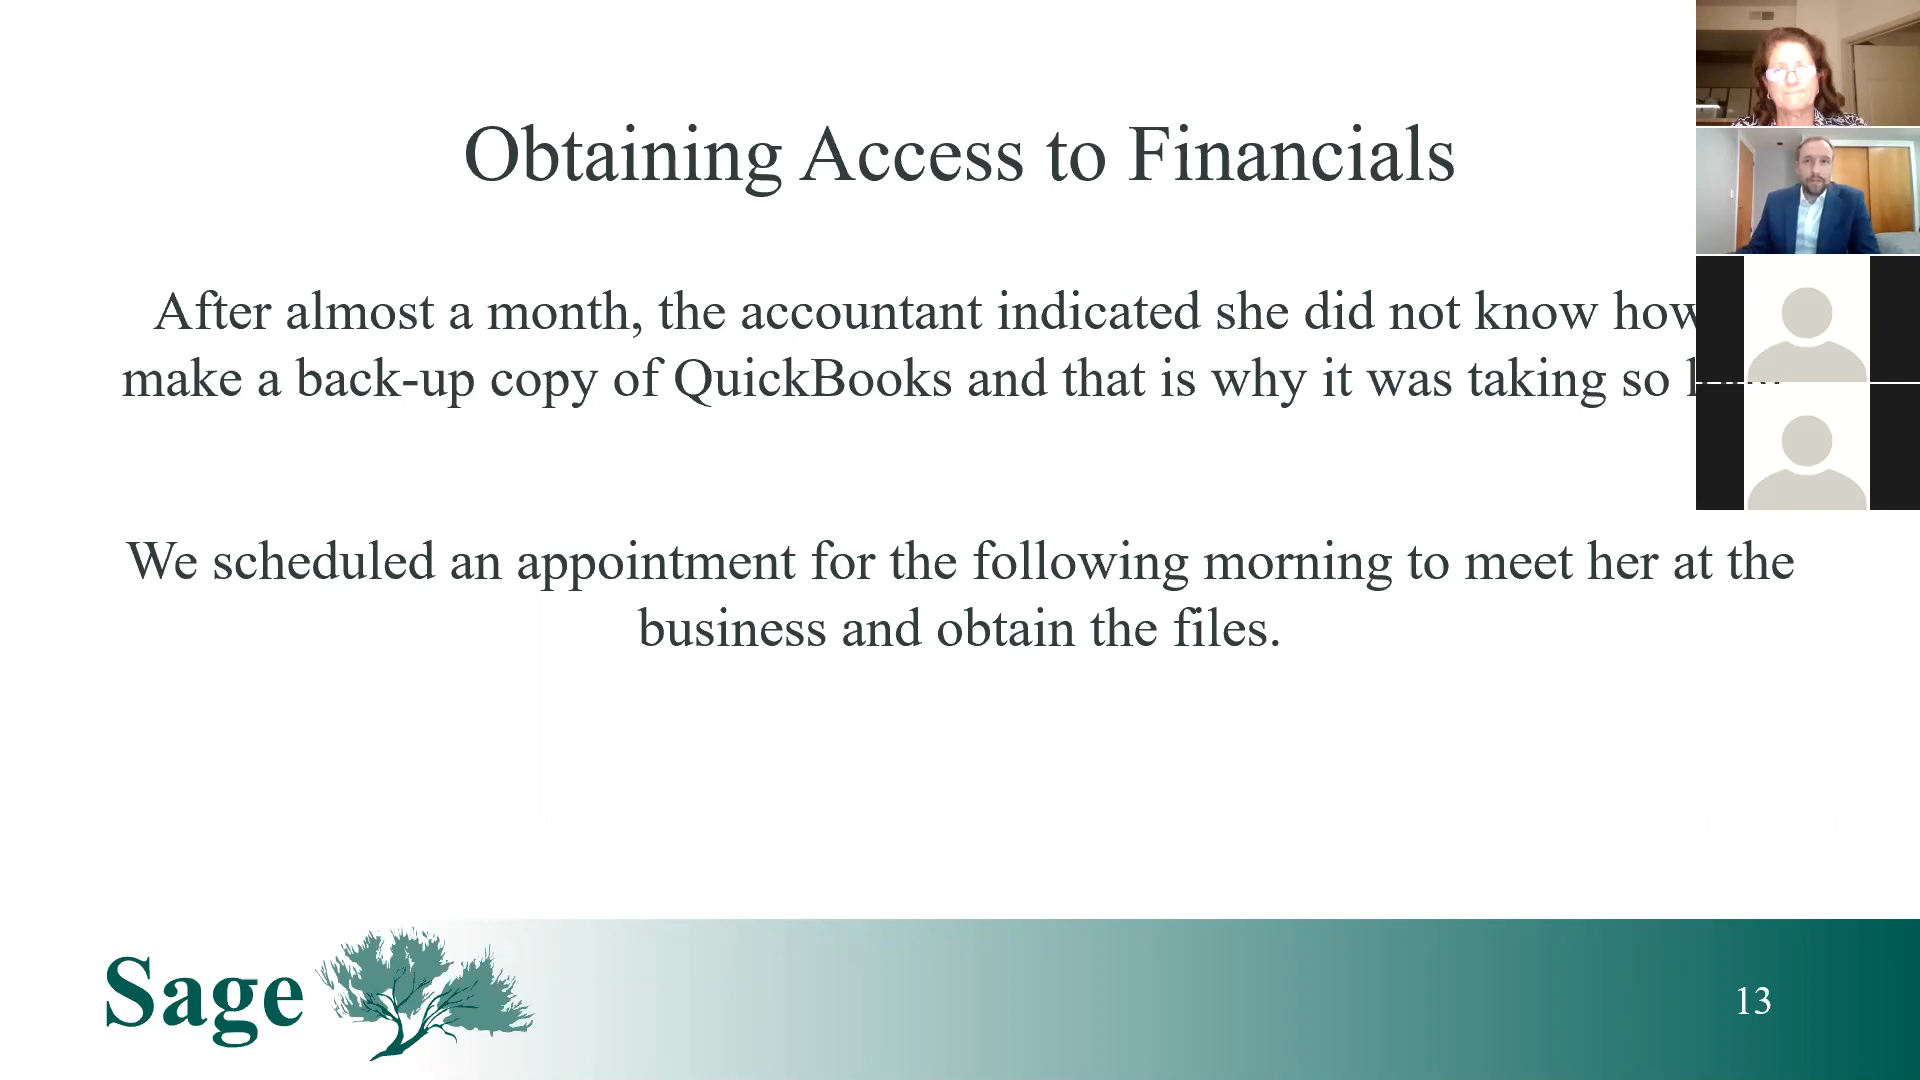 Obtaining Access to Financials
After almost a month, the accountant indicated she did not know how
make a back-up copy of QuickBooks and that is why it was taking so
We scheduled an appointment for the following morning to meet her at the
business and obtain the files.
Sage
13